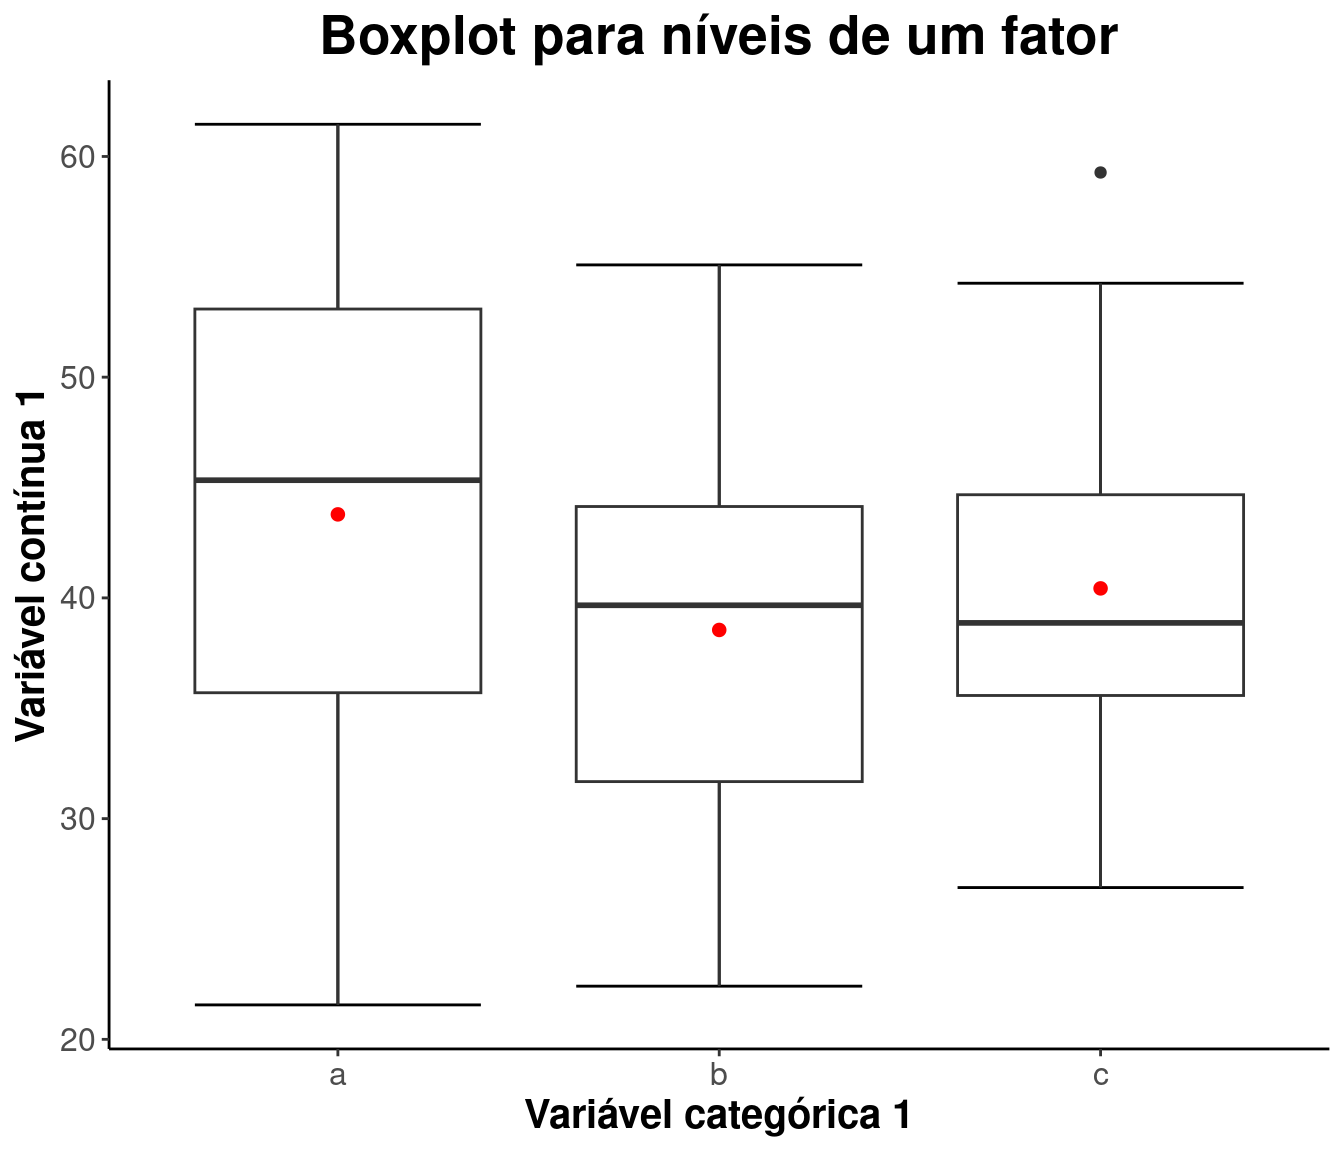 Boxplot para níveis de um fator
Variável contínua 1
60
50
40
30
20
a b c
Variável categórica 1